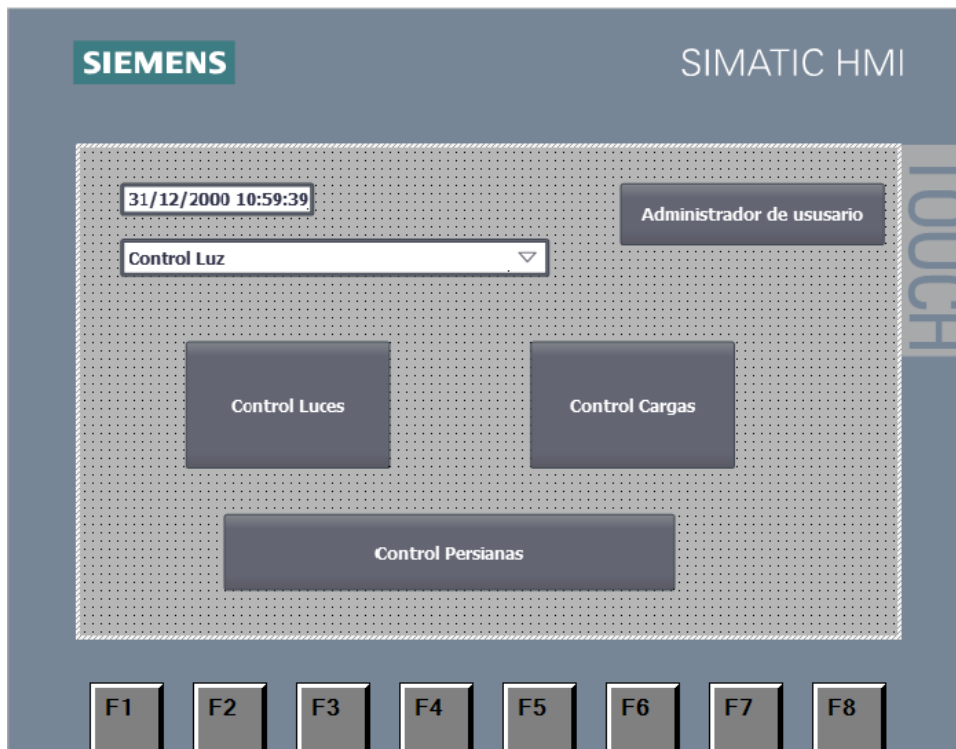 SIEMENS
SIMATIC HMI
TOUCH
31/12/2000 10:59:39
Administrador de ususario
Control Luz
Control Luces
Control Cargas
Control Persianas
F1 F2 F3 F4 F5 F6 F7 F8